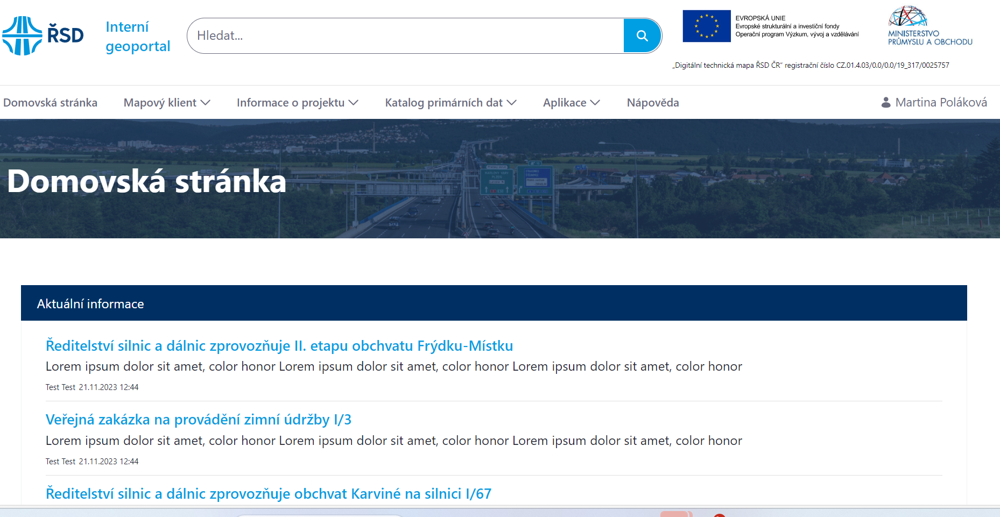 ŘSD
Interní
geoportal
Hledat...
EVROPSKÁ UNIE
Evropské strukturální a investiční fondy
Operační program Výzkum, vývoj a vzdělávání
MINISTERSTVO
PRŮMYSLU A OBCHODU
„Digitální technická mapa ŘSD ČR" registrační číslo CZ.01.4.03/0.0/0.0/19_317/0025757
Domovská stránka
Mapový klient
Informace o projektu
Katalog primárních dat
Aplikace
Nápověda
Martina Poláková
Domovská stránka
Aktuální informace
Ředitelství silnic a dálnic zprovozňuje II. etapu obchvatu Frýdku-Místku
Lorem ipsum dolor sit amet, color honor Lorem ipsum dolor sit amet, color honor Lorem ipsum dolor sit amet, color honor
Test Test 21.11.2023 12:44
Veřejná zakázka na provádění zimní údržby I/3
Lorem ipsum dolor sit amet, color honor Lorem ipsum dolor sit amet, color honor Lorem ipsum dolor sit amet, color honor
Test Test 21.11.2023 12:44
Ředitelství silnic a dálnic zprovozňuje obchvat Karviné na silnici I/67